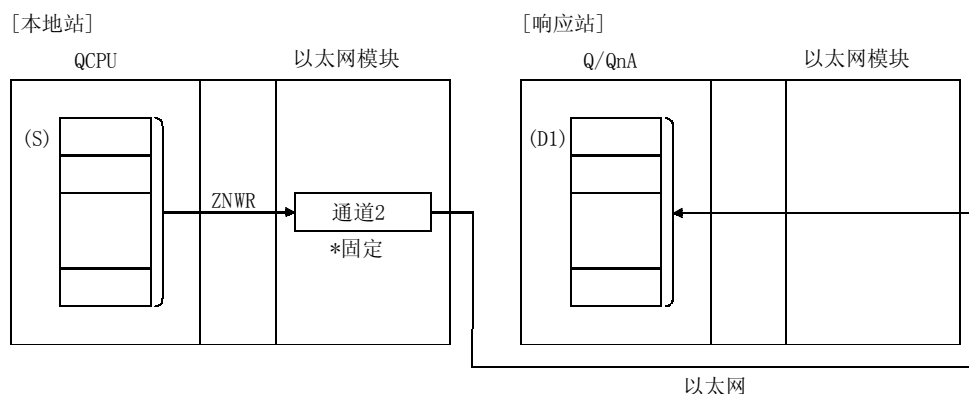 [本地站]
[响应站]
QCPU
以太网模块
Q/QnA
以太网模块
(S)
(D1)
ZNWR
通道2
*固定
以太网